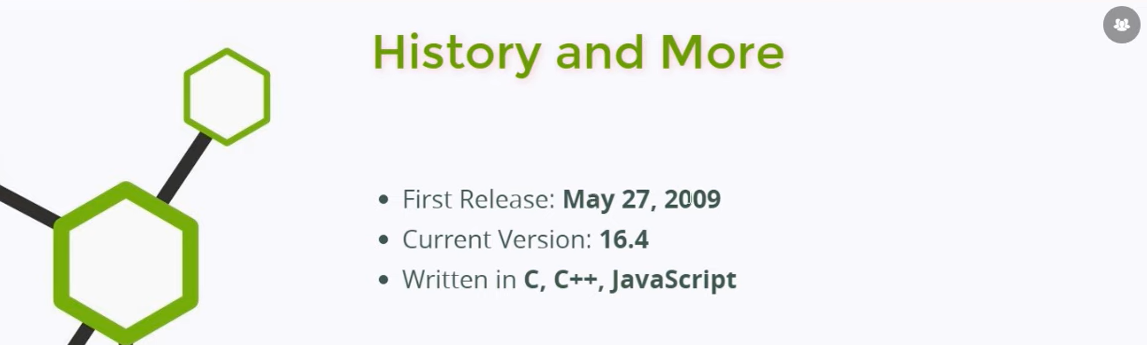 History and More
First Release: May 27, 2009
Current Version: 16.4
Written in C, C++, JavaScript